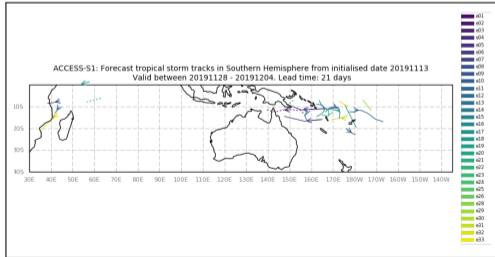 ACCESS-S1: Forecast tropical storm tracks in Southern Hemisphere from initialised date 20191113
Valid between 20191128 - 20191204. Lead time: 21 days
10S
20S
30S
40S
30E 40E 50E 60E 70E 80E 90E 100E 110E 120E 130E 140E 150E 160E 170E 180E 170W 160W 150W 140W
e01
e02
e03
e04
e05
e06
e07
e08
e09
e10
e11
e12
e13
e14
e15
e16
e17
e18
e19
e20
e21
e22
e23
e24
e25
e26
e27
e28
e29
e30
e31
e32
e33